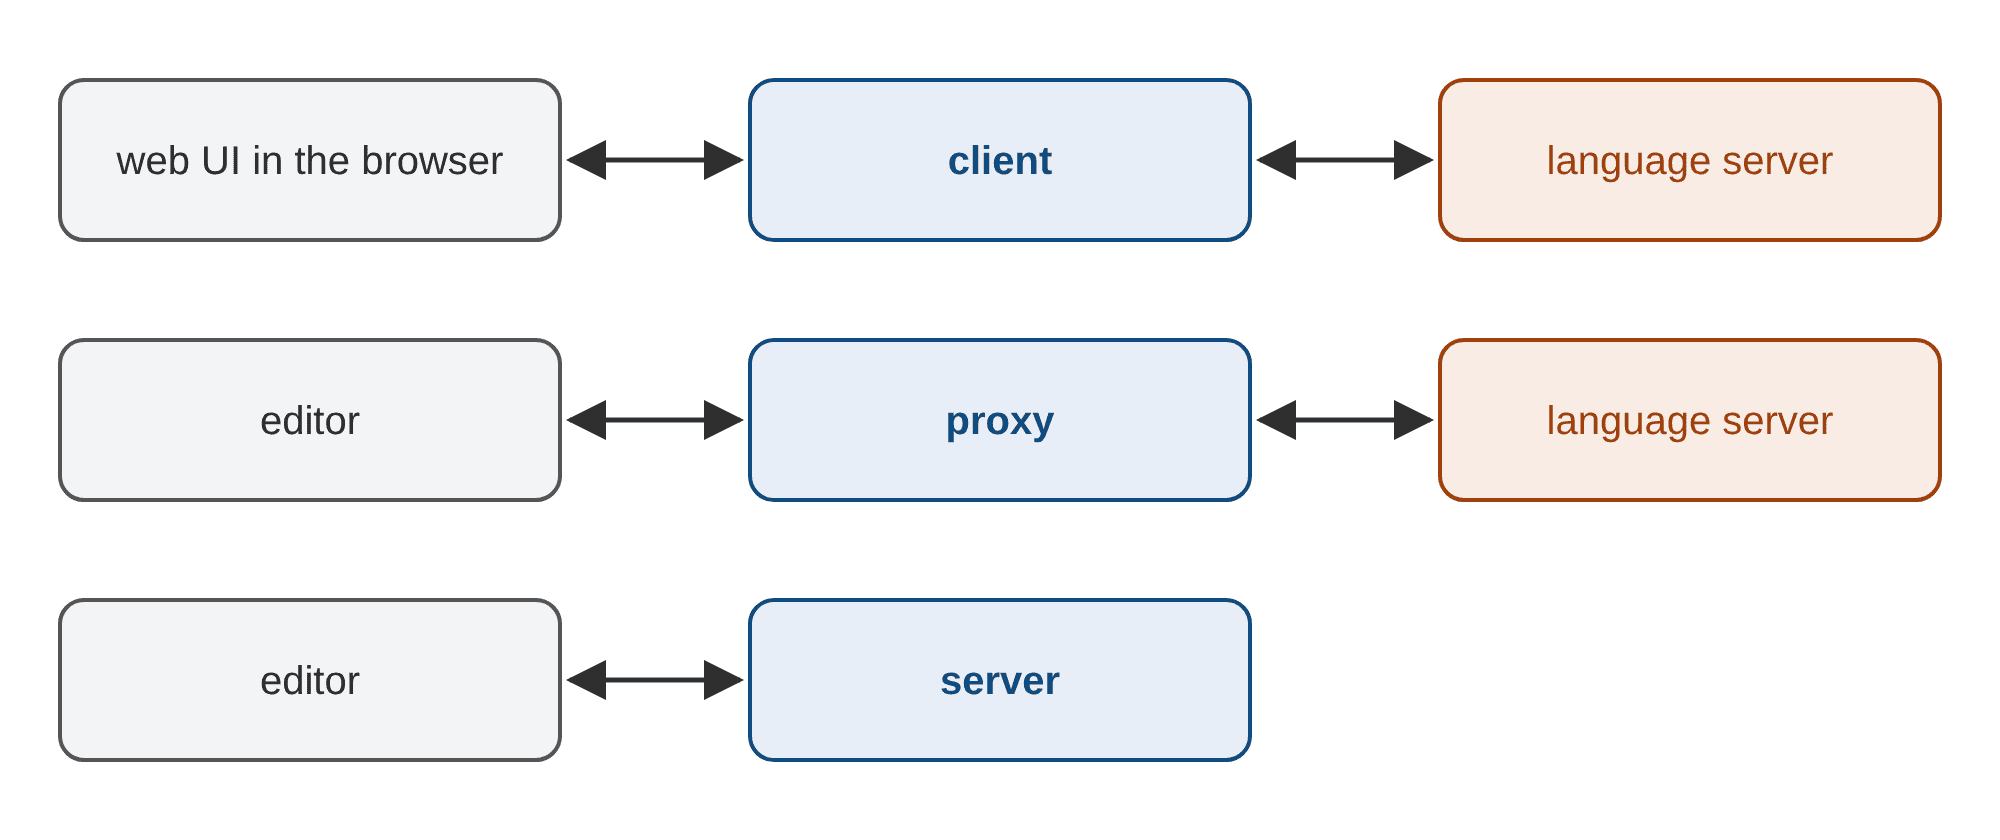 web UI in the browser
client
language server
editor
proxy
language server
editor
server